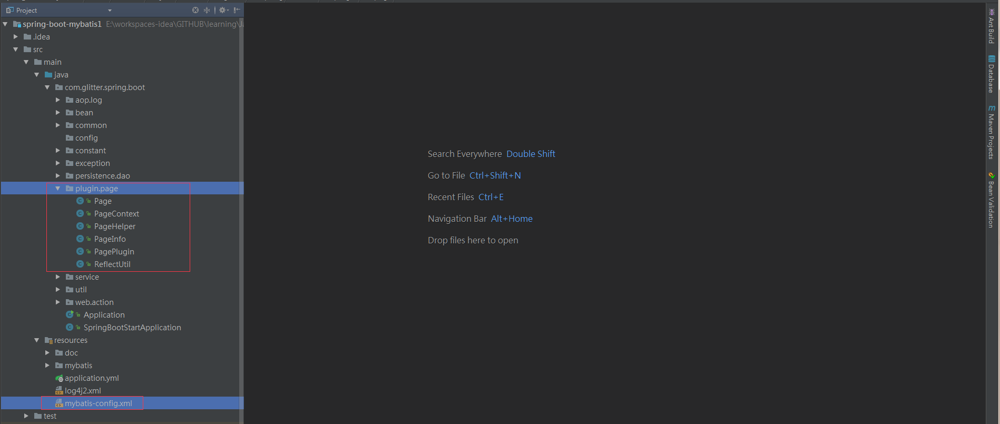 Project
spring-boot-mybatis1 E:\workspaces-idea\GITHUB\learning\Ja
.idea
src
main
java
com.glitter.spring.boot
aop.log
bean
common
config
constant
exception
persistence.dao
plugin.page
Page
PageContext
PageHelper
PageInfo
PagePlugin
ReflectUtil
service
util
web.action
Application
SpringBootStartApplication
resources
doc
mybatis
application.yml
log4j2.xml
mybatis-config.xml
test
Search Everywhere Double Shift
Go to File Ctrl+Shift+N
Recent Files Ctrl+E
Navigation Bar Alt+Home
Drop files here to open
Ant Build
Database
Maven Projects
Bean Validation